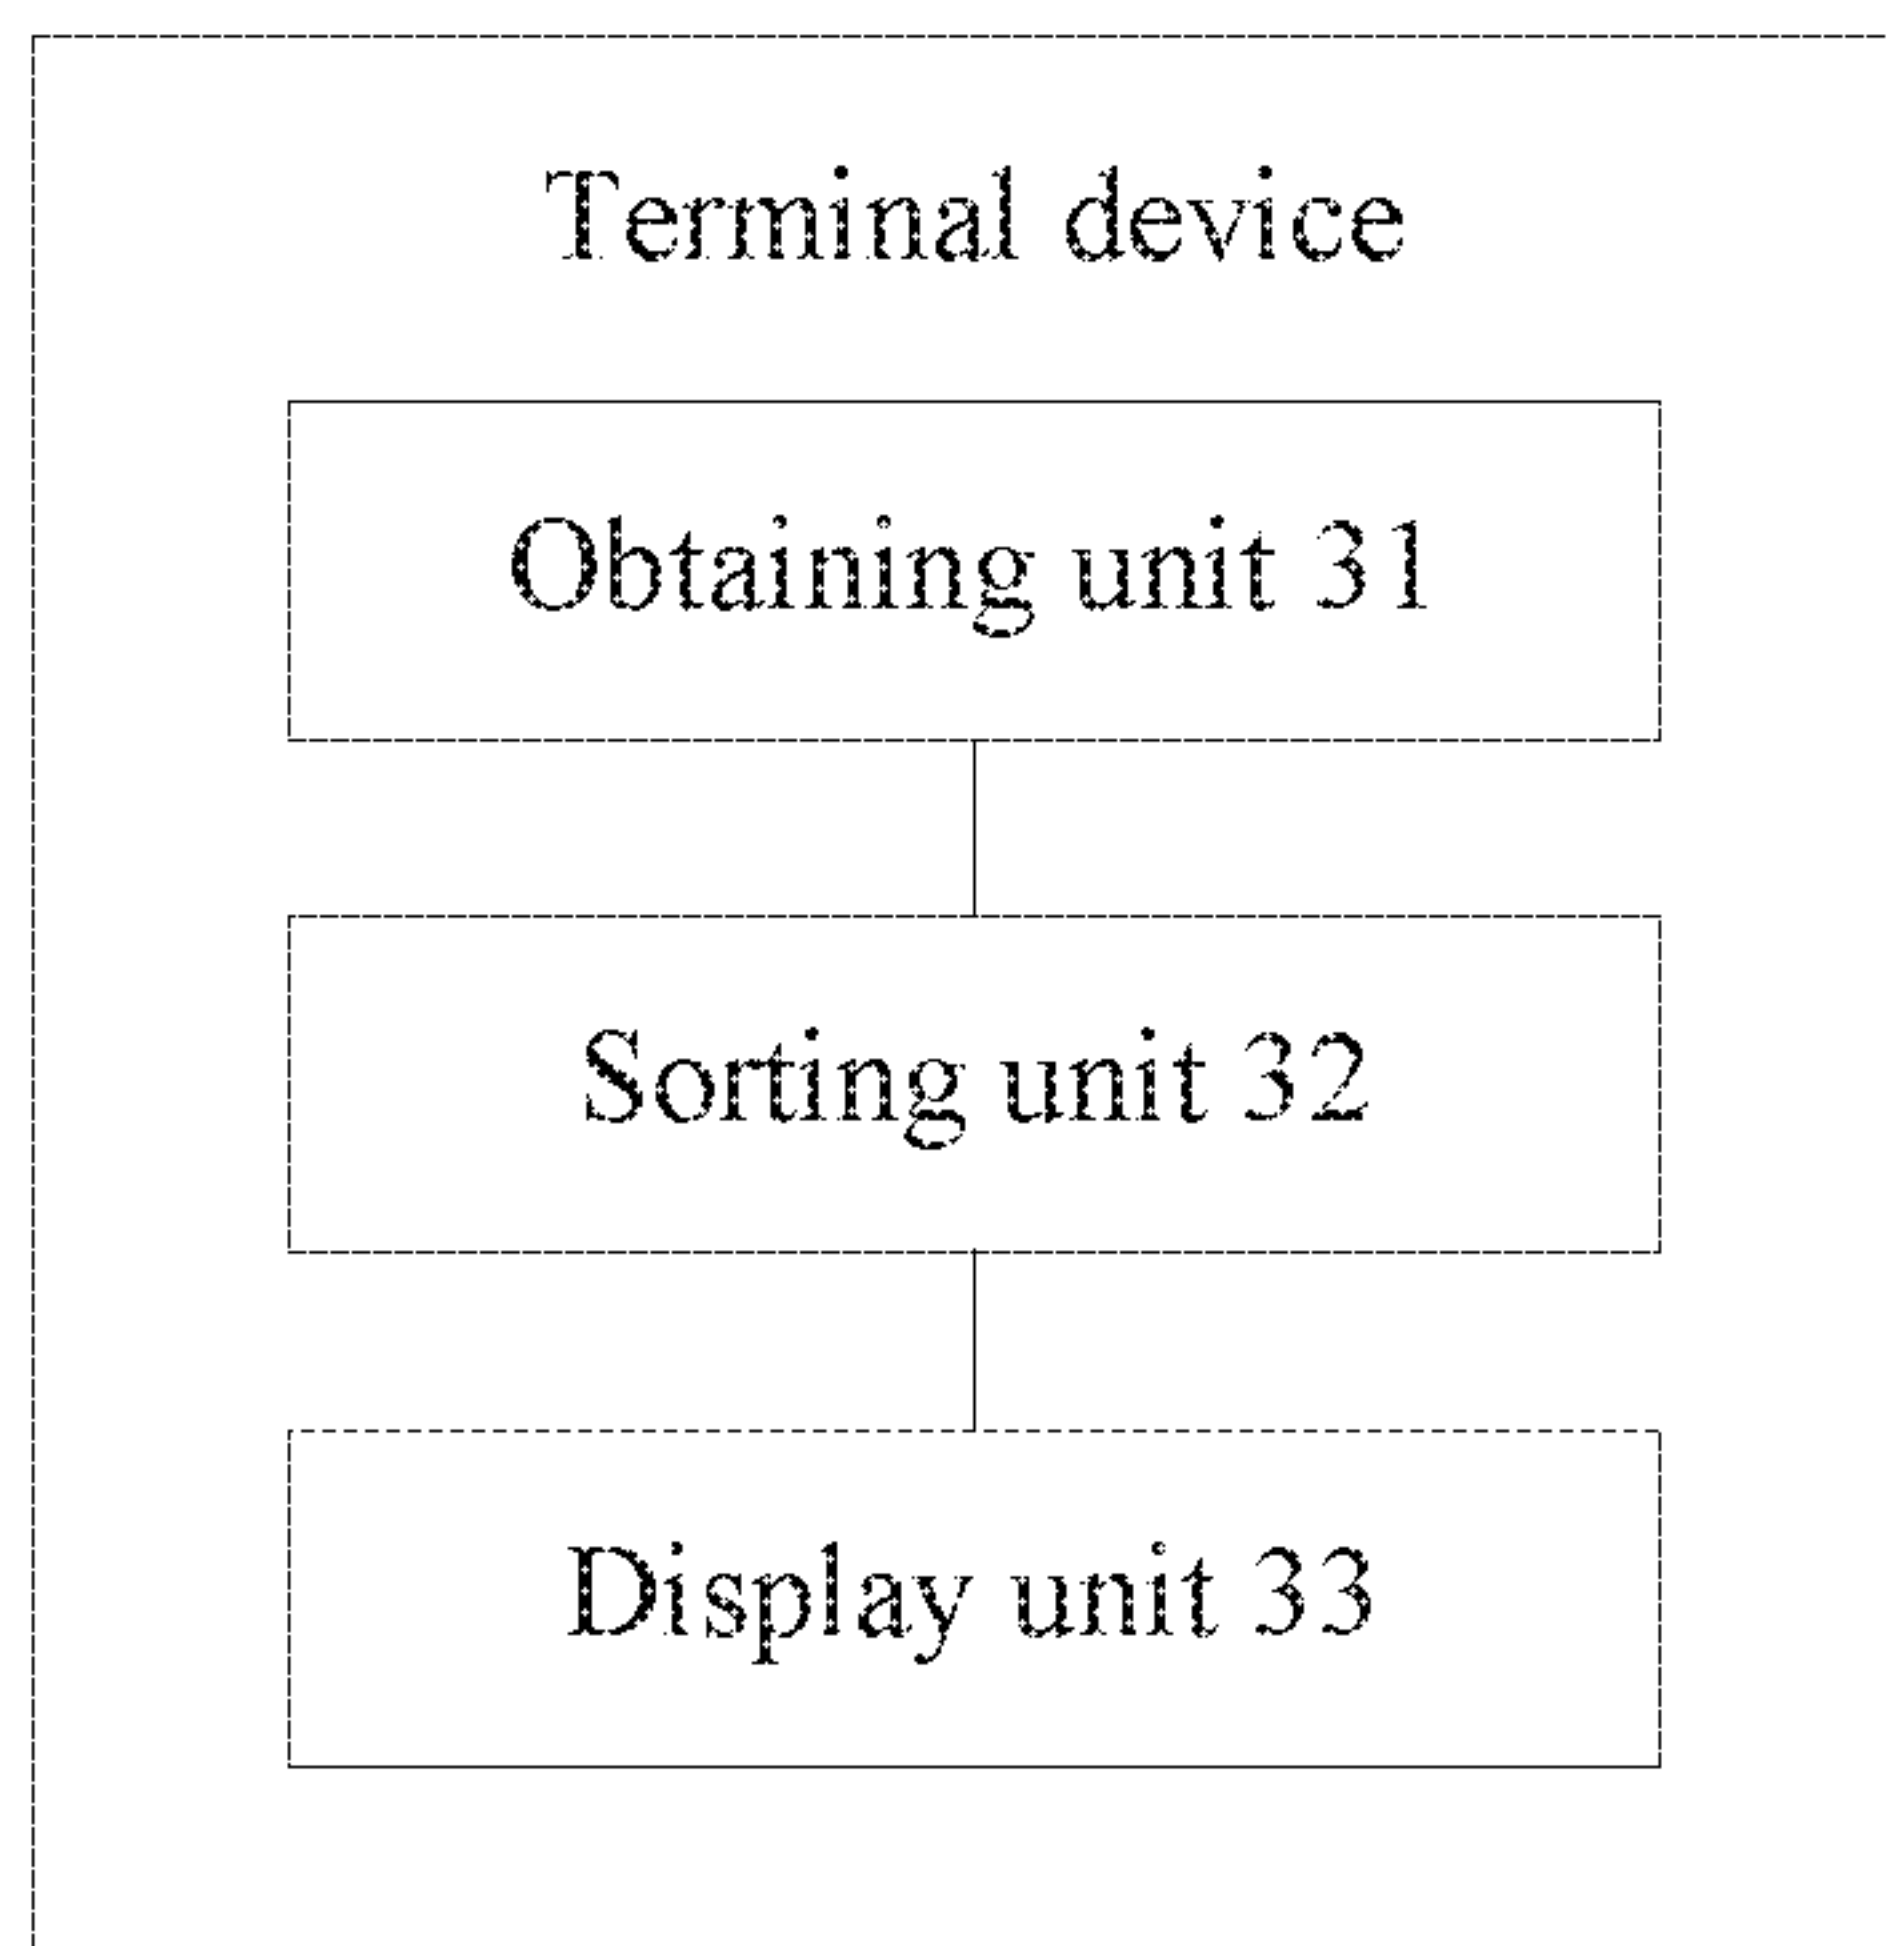 Terminal device
Obtaining unit 31
Sorting unit 32
Display unit 33